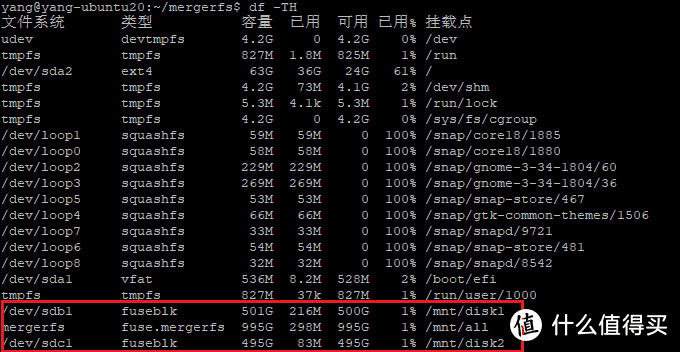 yang@yang-ubuntu20:~/mergerfs$ df -TH
文件系统 类型 容量 已用 可用 已用% 挂载点
udev devtmpfs 4.2G 0 4.2G 0% /dev
tmpfs tmpfs 827M 1.8M 825M 1% /run
/dev/sda2 ext4 63G 36G 24G 61% /
tmpfs tmpfs 4.2G 73M 4.1G 2% /dev/shm
tmpfs tmpfs 5.3M 4.1k 5.3M 1% /run/lock
tmpfs tmpfs 4.2G 0 4.2G 0% /sys/fs/cgroup
/dev/loop1 squashfs 59M 59M 0 100% /snap/core18/1885
/dev/loop0 squashfs 58M 58M 0 100% /snap/core18/1880
/dev/loop2 squashfs 229M 229M 0 100% /snap/gnome-3-34-1804/60
/dev/loop3 squashfs 269M 269M 0 100% /snap/gnome-3-34-1804/36
/dev/loop5 squashfs 53M 53M 0 100% /snap/snap-store/467
/dev/loop4 squashfs 66M 66M 0 100% /snap/gtk-common-themes/1506
/dev/loop7 squashfs 33M 33M 0 100% /snap/snapd/9721
/dev/loop6 squashfs 54M 54M 0 100% /snap/snap-store/481
/dev/loop8 squashfs 32M 32M 0 100% /snap/snapd/8542
/dev/sda1 vfat 536M 8.2M 528M 2% /boot/efi
tmpfs tmpfs 827M 37k 827M 1% /run/user/1000
/dev/sdb1 fuseblk 501G 216M 500G 1% /mnt/disk1
mergerfs fuse.mergerfs 995G 298M 995G 1% /mnt/all
/dev/sdc1 fuseblk 495G 83M 495G 1% /mnt/disk2
值 什么值得买